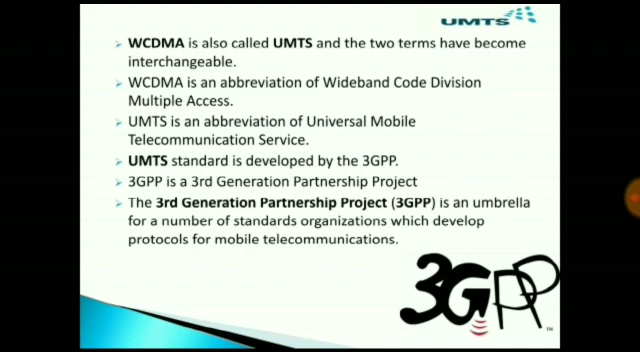 UMTS
WCDMA is also called UMTS and the two terms have become
interchangeable.
WCDMA is an abbreviation of Wideband Code Division
Multiple Access.
UMTS is an abbreviation of Universal Mobile
Telecommunication Service.
UMTS standard is developed by the 3GPP.
3GPP is a 3rd Generation Partnership Project
The 3rd Generation Partnership Project (3GPP) is an umbrella
for a number of standards organizations which develop
protocols for mobile telecommunications.
3GPP
TM